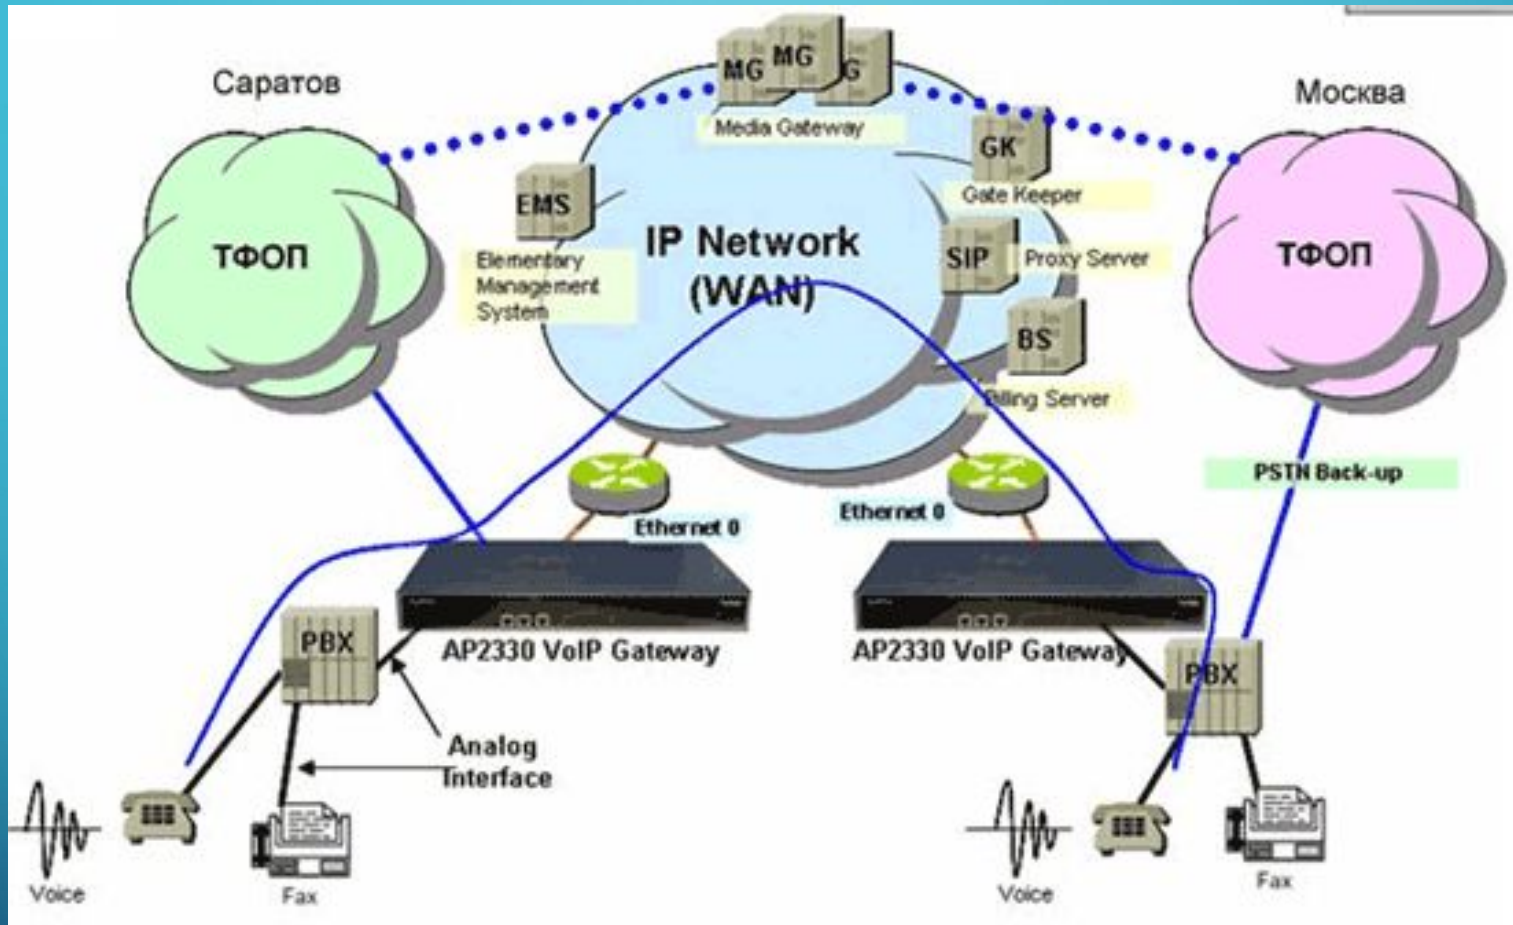 Саратов
Москва
MG
MG
G
Media Gateway
GK
Gate Keeper
EMS
Elementary
Management
System
ТФОП
IP Network
(WAN)
SIP
Proxy Server
ТФОП
BS
Billing Server
PSTN Back-up
Ethernet 0
Ethernet 0
AP2330 VoIP Gateway
AP2330 VoIP Gateway
PBX
PBX
Analog
Interface
Voice
Fax
Voice
Fax